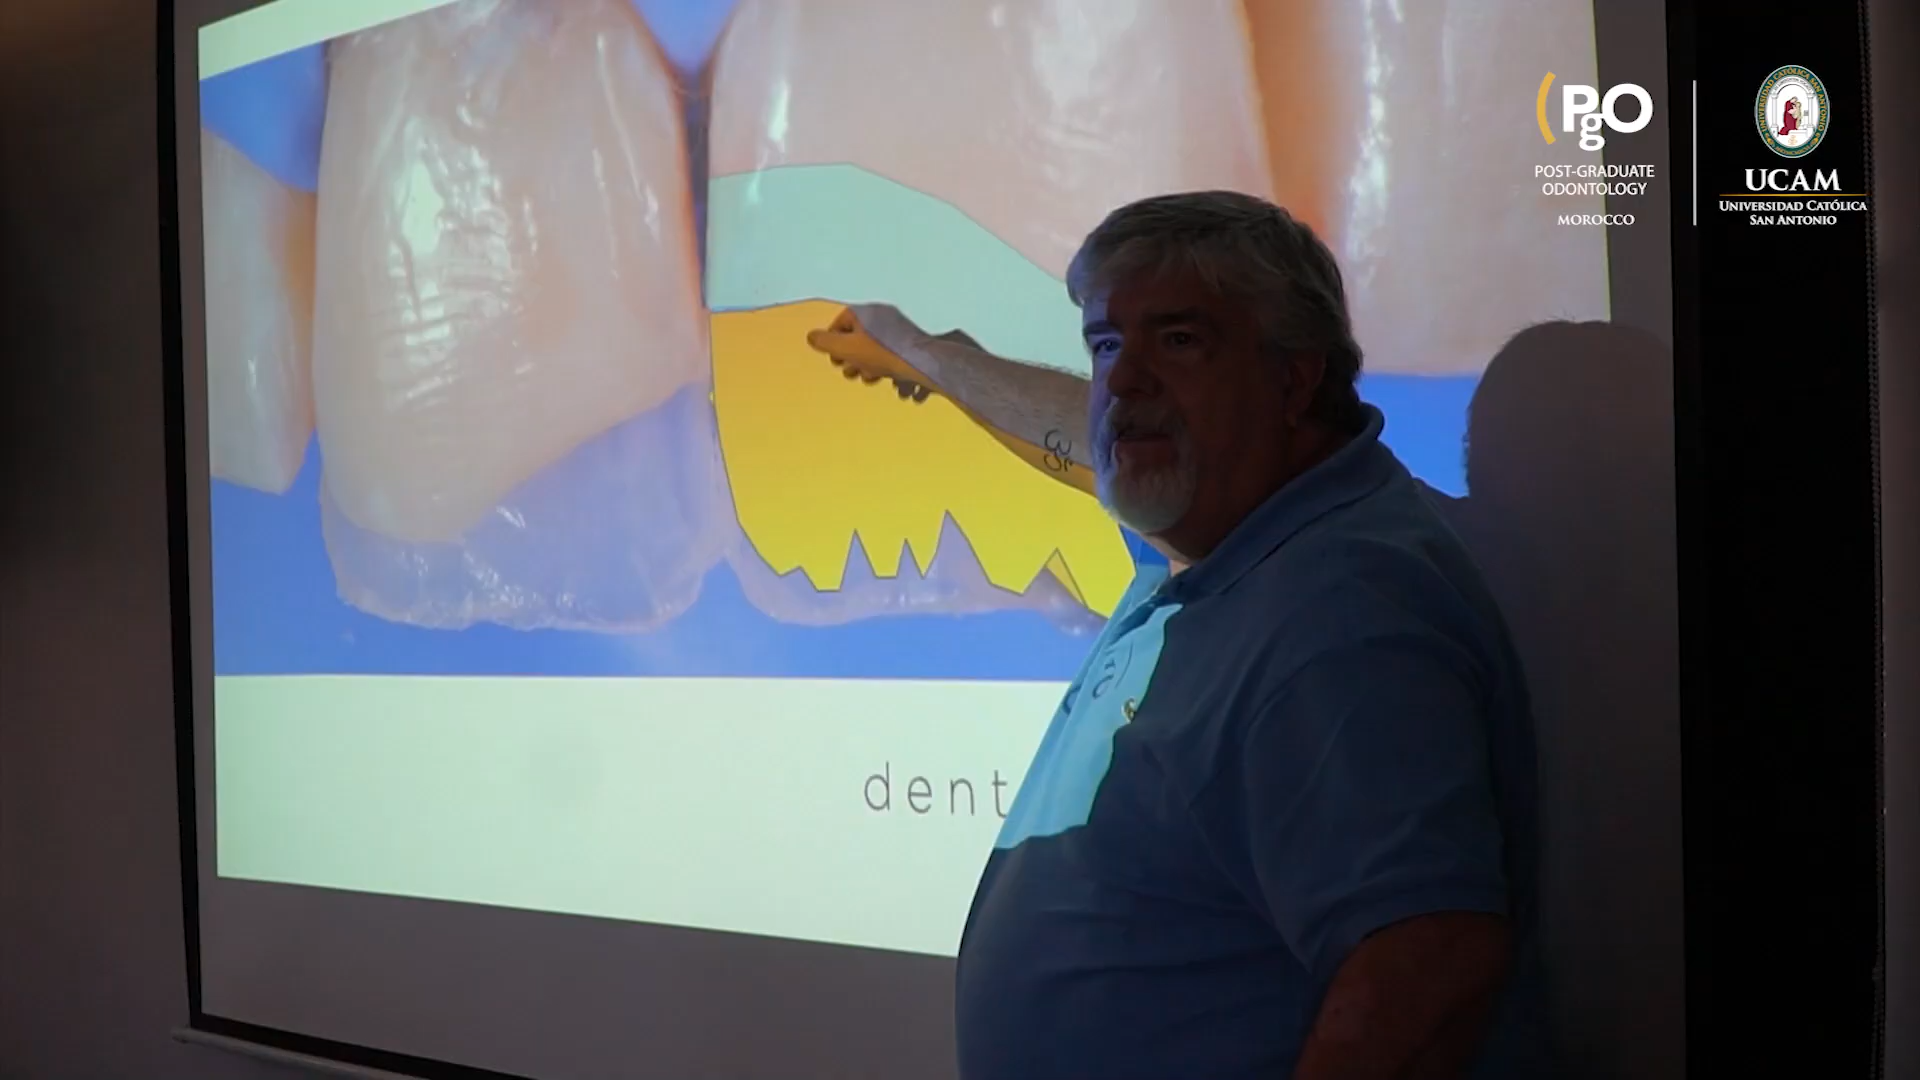 PgO
POST-GRADUATE
ODONTOLOGY
MOROCCO
UCAM
UNIVERSIDAD CATÓLICA
SAN ANTONIO
dent